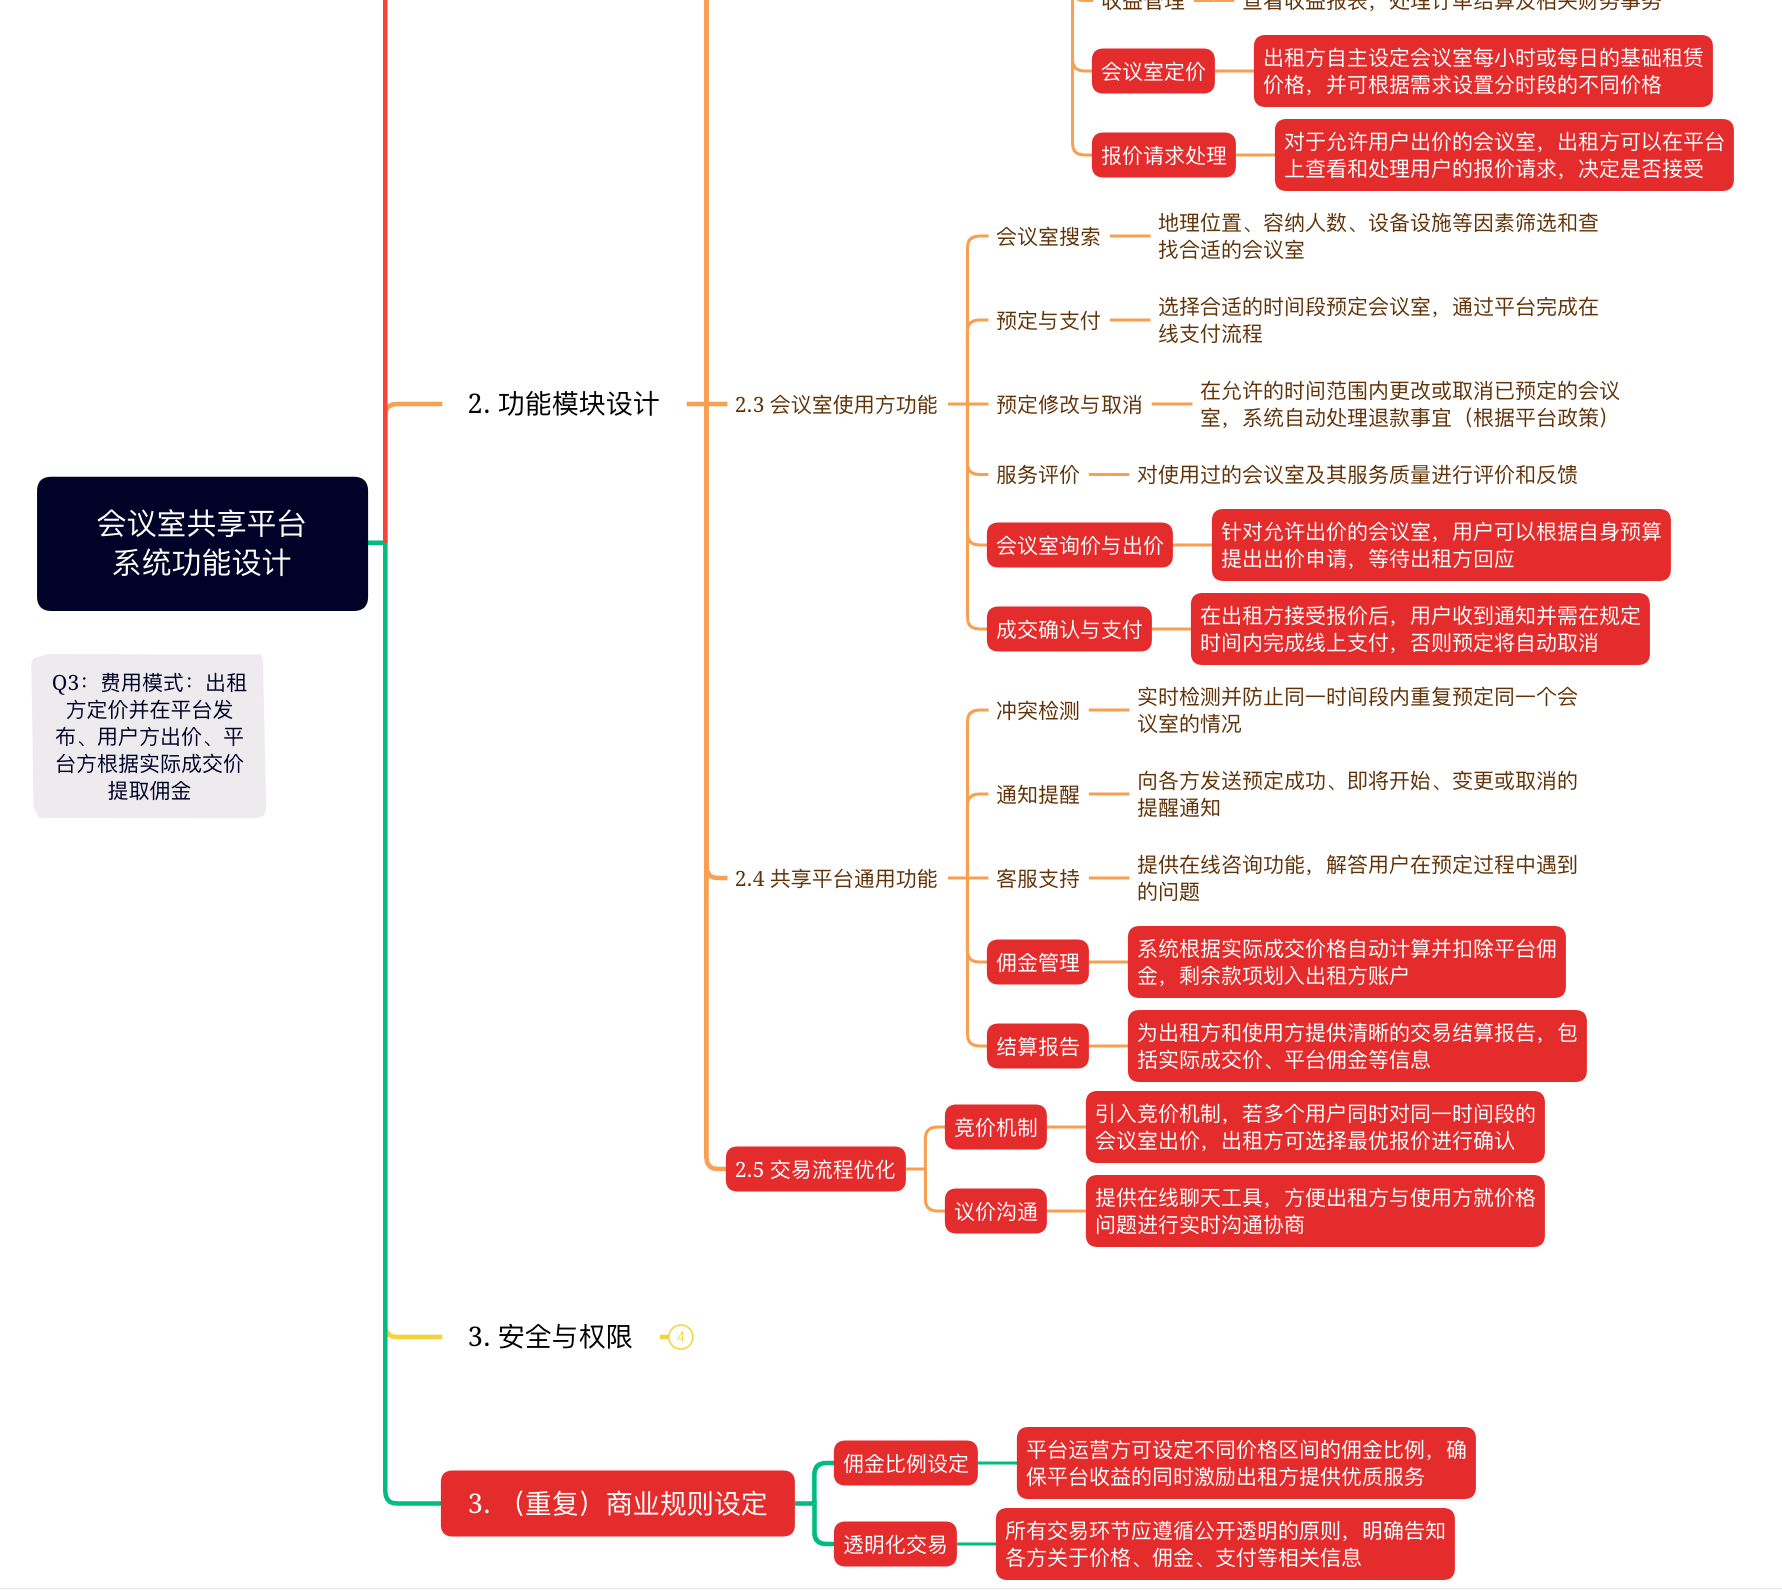 收益管理
查看收益报表，处理订单结算及相关财务事务
会议室定价
出租方自主设定会议室每小时或每日的基础租赁
价格，并可根据需求设置分时段的不同价格
报价请求处理
对于允许用户出价的会议室，出租方可以在平台
上查看和处理用户的报价请求，决定是否接受
2. 功能模块设计
2.3 会议室使用方功能
会议室搜索
地理位置、容纳人数、设备设施等因素筛选和查
找合适的会议室
预定与支付
选择合适的时间段预定会议室，通过平台完成在
线支付流程
预定修改与取消
在允许的时间范围内更改或取消已预定的会议
室，系统自动处理退款事宜（根据平台政策）
服务评价
对使用过的会议室及其服务质量进行评价和反馈
会议室询价与出价
针对允许出价的会议室，用户可以根据自身预算
提出出价申请，等待出租方回应
成交确认与支付
在出租方接受报价后，用户收到通知并需在规定
时间内完成线上支付，否则预定将自动取消
会议室共享平台
系统功能设计
Q3：费用模式：出租
方定价并在平台发
布、用户方出价、平
台方根据实际成交价
提取佣金
2.4 共享平台通用功能
冲突检测
实时检测并防止同一时间段内重复预定同一个会
议室的情况
通知提醒
向各方发送预定成功、即将开始、变更或取消的
提醒通知
客服支持
提供在线咨询功能，解答用户在预定过程中遇到
的问题
佣金管理
系统根据实际成交价格自动计算并扣除平台佣
金，剩余款项划入出租方账户
结算报告
为出租方和使用方提供清晰的交易结算报告，包
括实际成交价、平台佣金等信息
2.5 交易流程优化
竞价机制
引入竞价机制，若多个用户同时对同一时间段的
会议室出价，出租方可选择最优报价进行确认
议价沟通
提供在线聊天工具，方便出租方与使用方就价格
问题进行实时沟通协商
3. 安全与权限
4
3. （重复）商业规则设定
佣金比例设定
平台运营方可设定不同价格区间的佣金比例，确
保平台收益的同时激励出租方提供优质服务
透明化交易
所有交易环节应遵循公开透明的原则，明确告知
各方关于价格、佣金、支付等相关信息